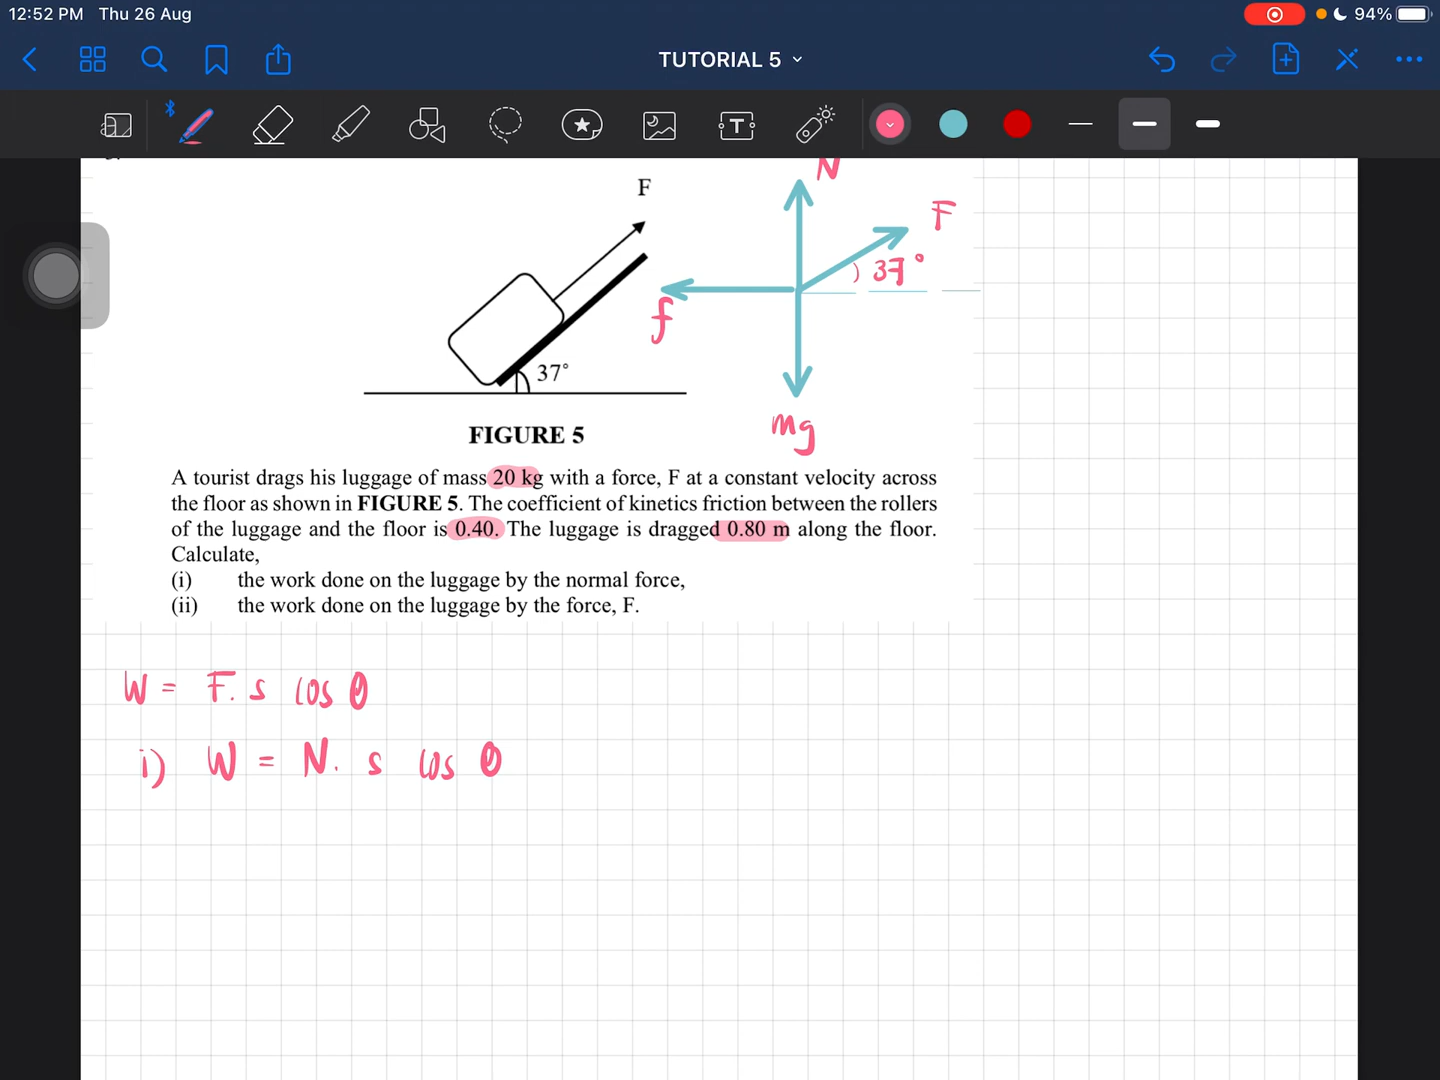 12:52 PM Thu 26 Aug
94%
TUTORIAL 5
T
F
N
F
37°
f
37°
mg
FIGURE 5
A tourist drags his luggage of mass 20 kg with a force, F at a constant velocity across
the floor as shown in FIGURE 5. The coefficient of kinetics friction between the rollers
of the luggage and the floor is 0.40. The luggage is dragged 0.80 m along the floor.
Calculate,
(i) the work done on the luggage by the normal force,
(ii) the work done on the luggage by the force, F.
W = F. s cos θ
i) W = N. s cos θ